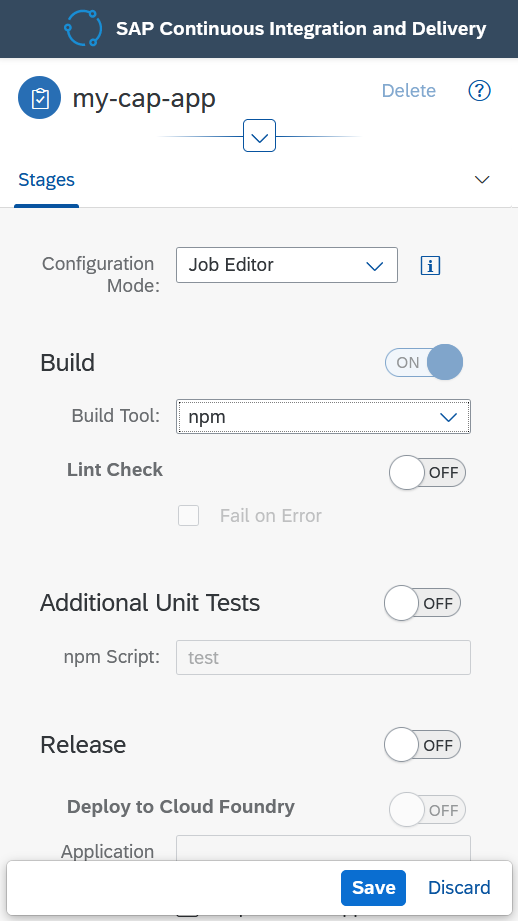 SAP Continuous Integration and Delivery
my-cap-app
Delete
Stages
Configuration
Mode:
Job Editor
Build
ON
Build Tool:
npm
Lint Check
OFF
Fail on Error
Additional Unit Tests
OFF
npm Script:
test
Release
OFF
Deploy to Cloud Foundry
OFF
Application
Save
Discard